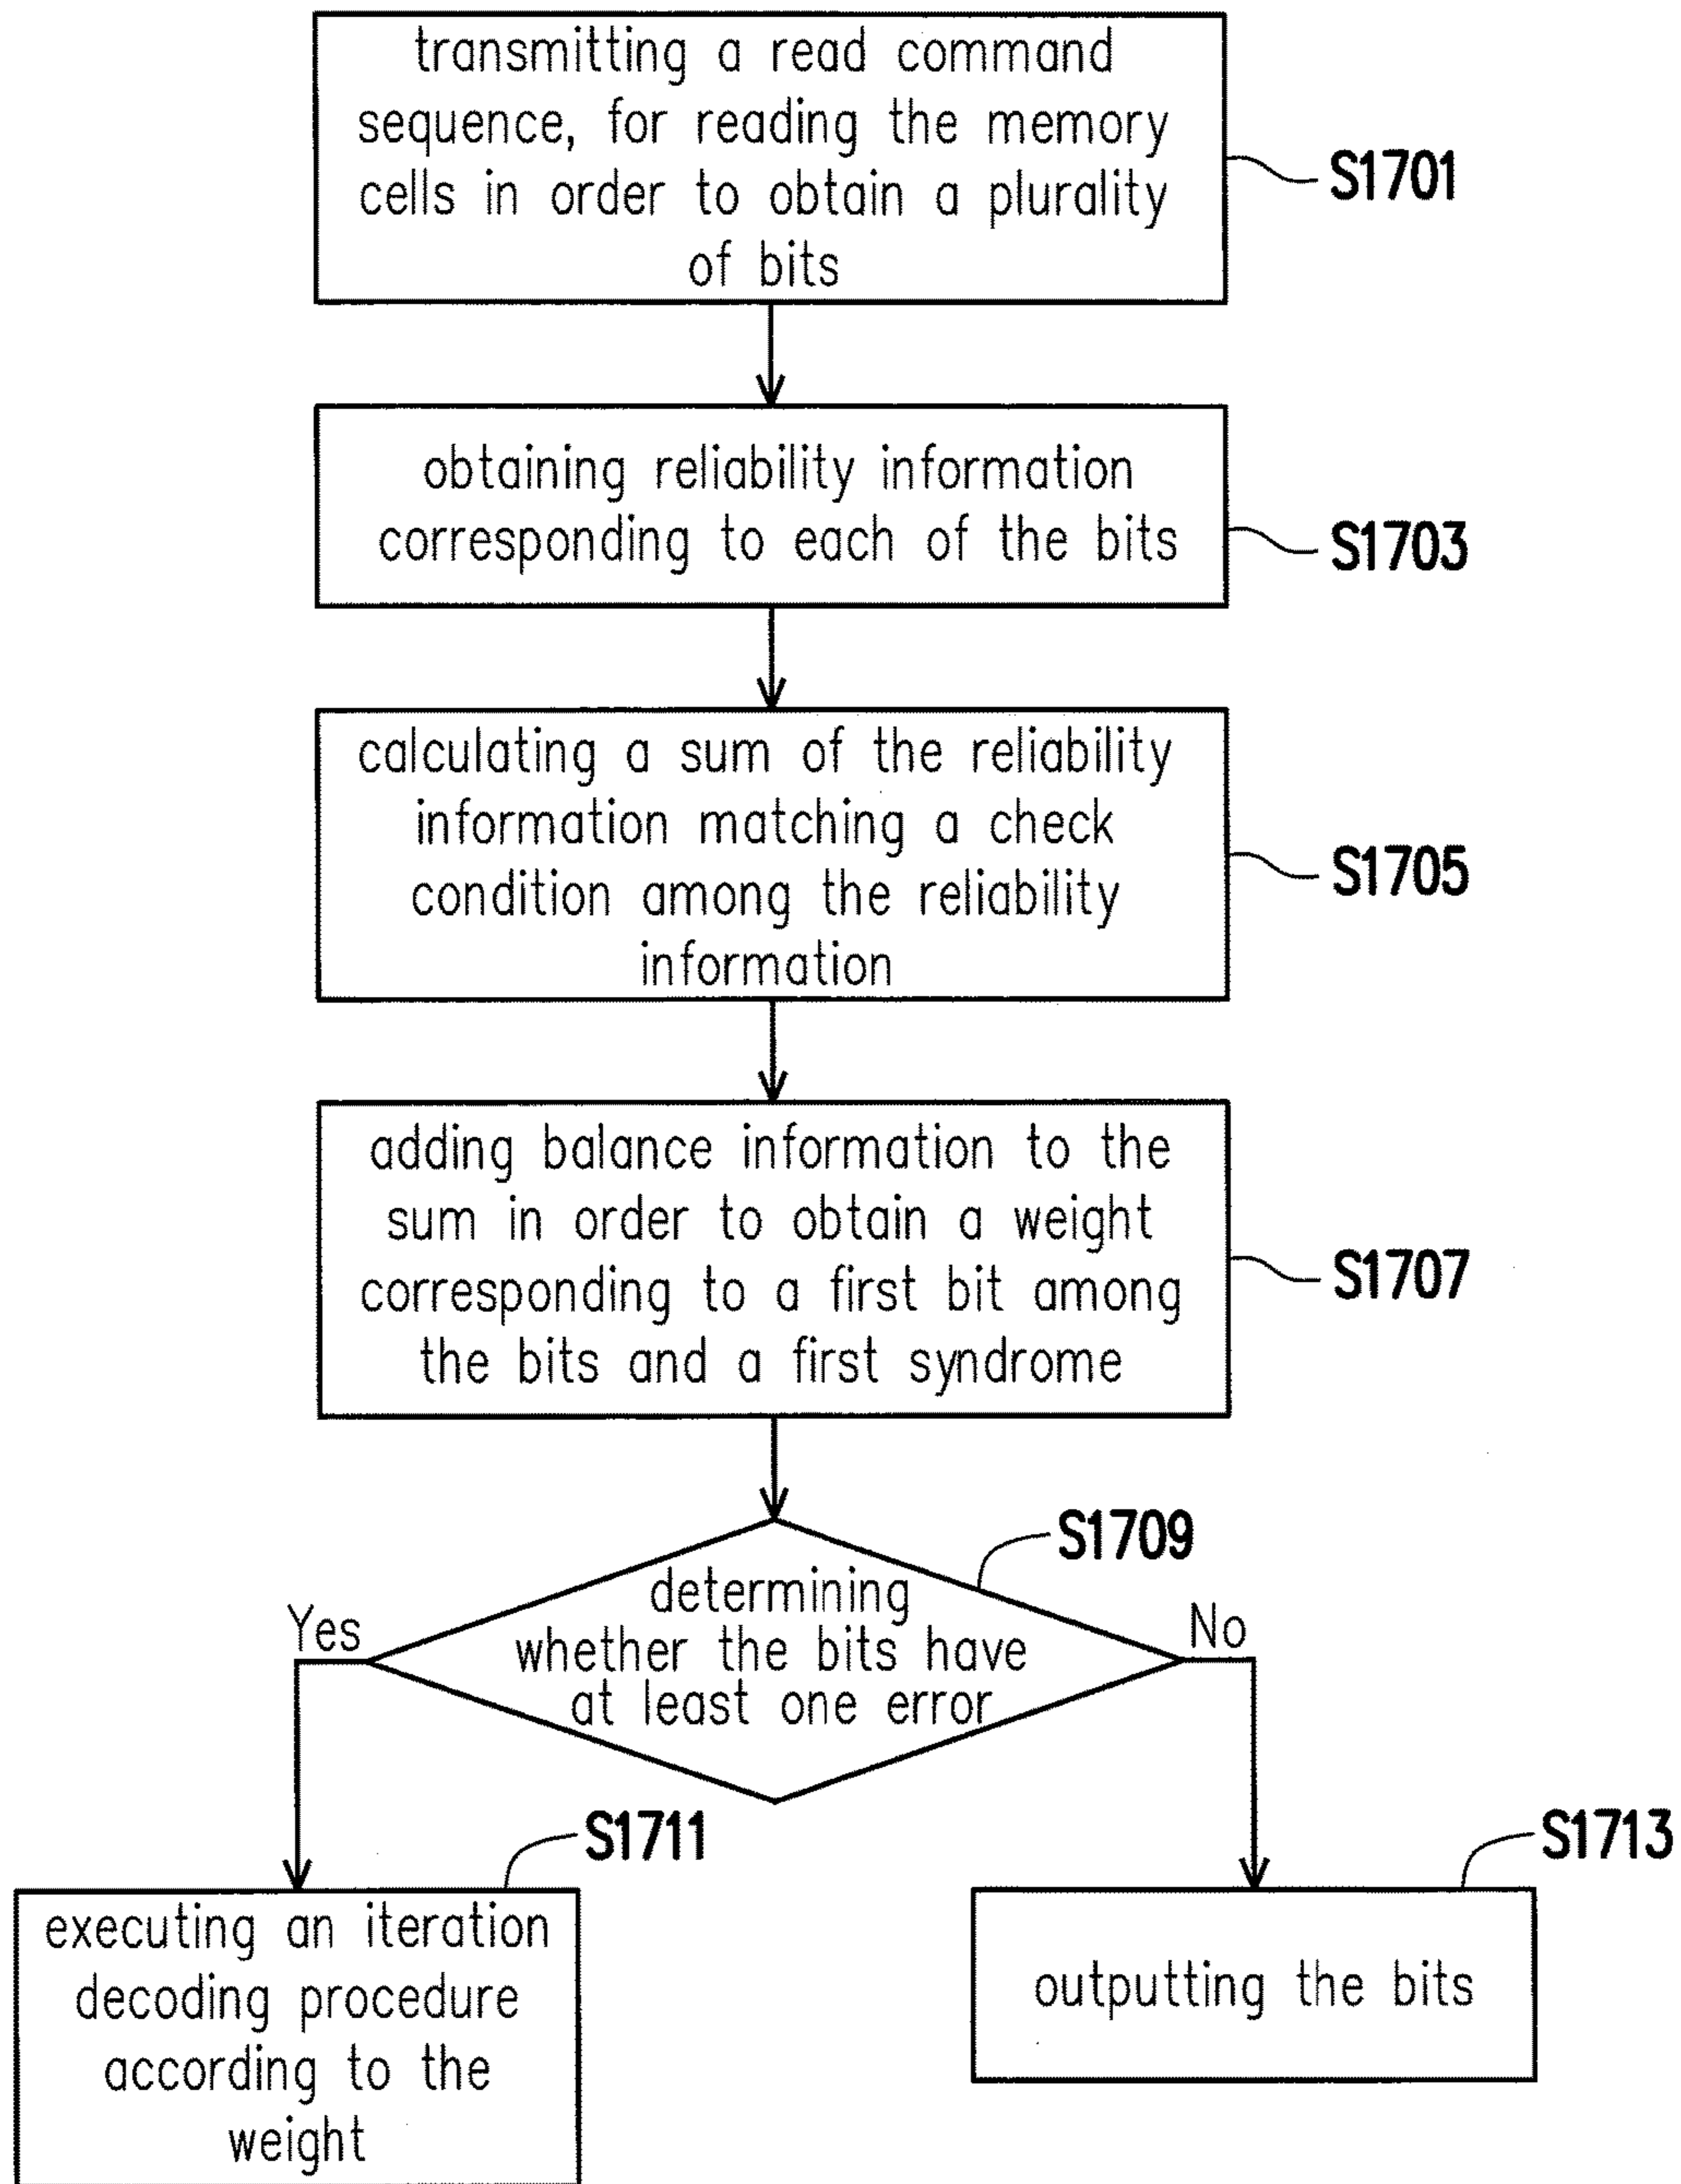 transmitting a read command
sequence, for reading the memory
cells in order to obtain a plurality
of bits
S1701
obtaining reliability information
corresponding to each of the bits
S1703
calculating a sum of the reliability
information matching a check
condition among the reliability
information
S1705
adding balance information to the
sum in order to obtain a weight
corresponding to a first bit among
the bits and a first syndrome
S1707
S1709
determining
whether the bits have
at least one error
Yes
No
S1711
executing an iteration
decoding procedure
according to the
weight
S1713
outputting the bits